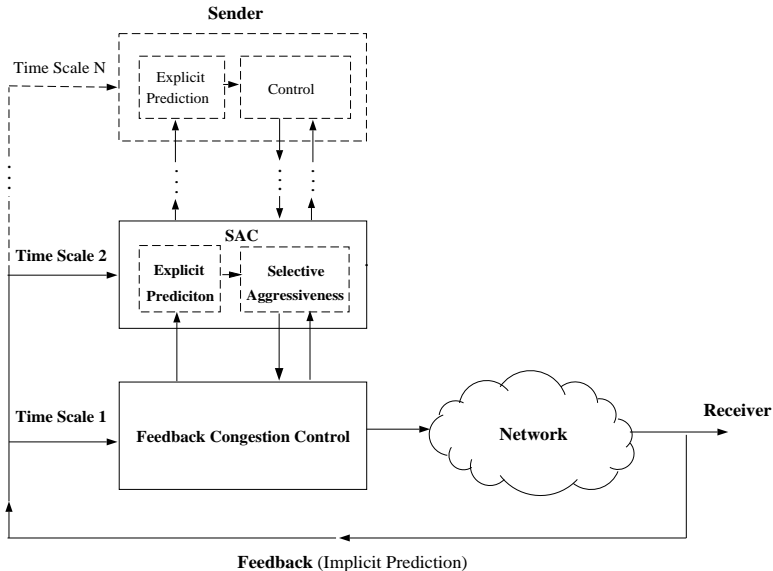 Sender
Time Scale N
Explicit
Prediction
Control
SAC
Time Scale 2
Explicit
Prediciton
Selective
Aggressiveness
Time Scale 1
Feedback Congestion Control
Network
Receiver
Feedback (Implicit Prediction)